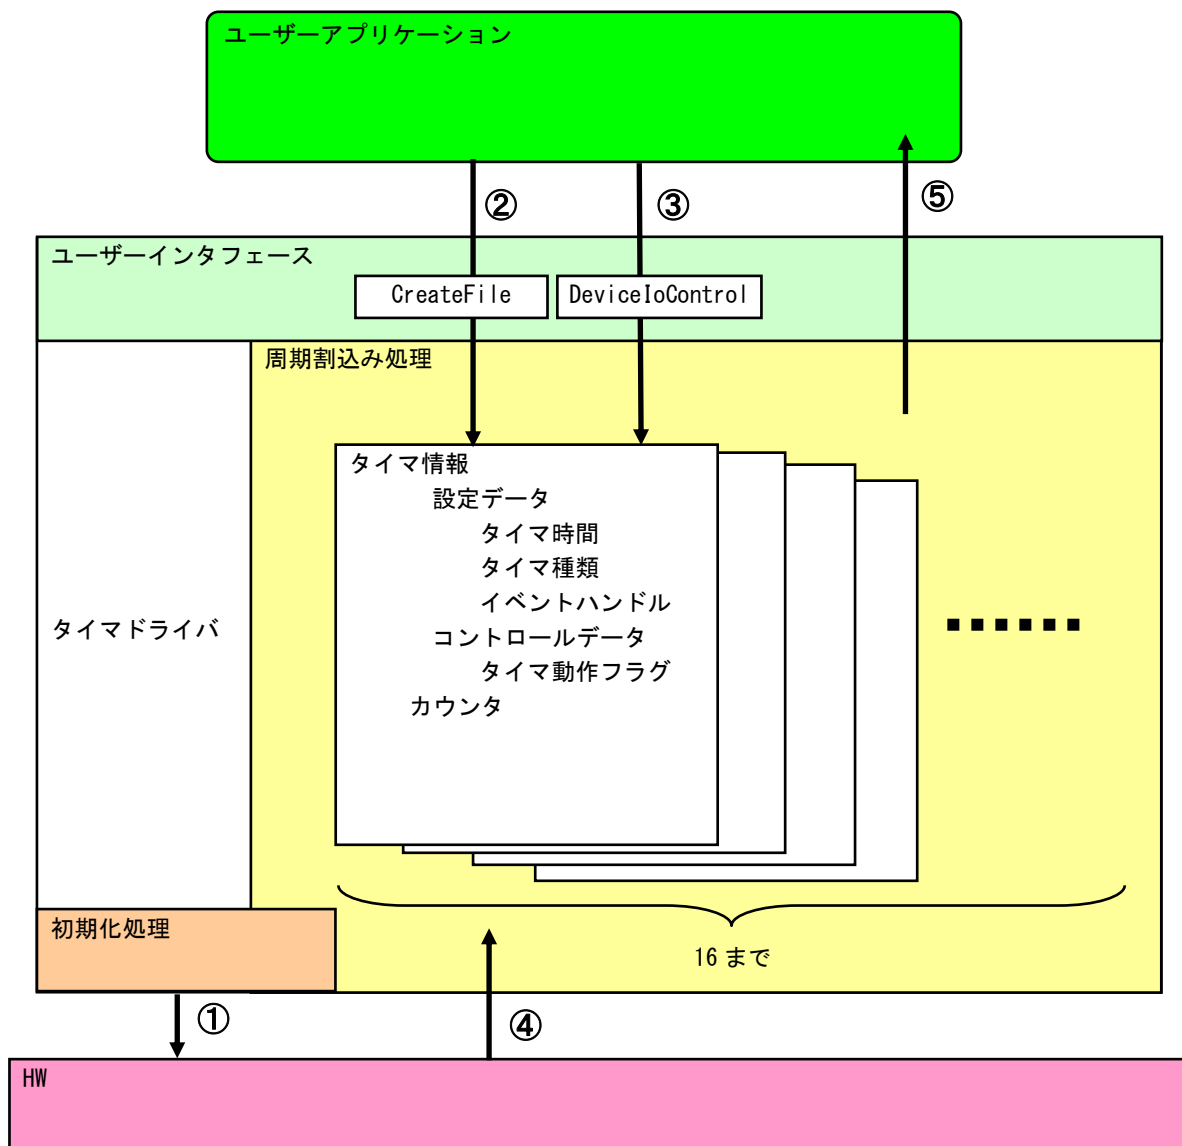 ユーザーアプリケーション
②
③
⑤
ユーザーインタフェース
CreateFile
DeviceIoControl
周期割込み処理
タイマ情報
設定データ
タイマ時間
タイマ種類
イベントハンドル
コントロールデータ
タイマ動作フラグ
カウンタ
タイマドライバ
初期化処理
16 まで
①
④
HW